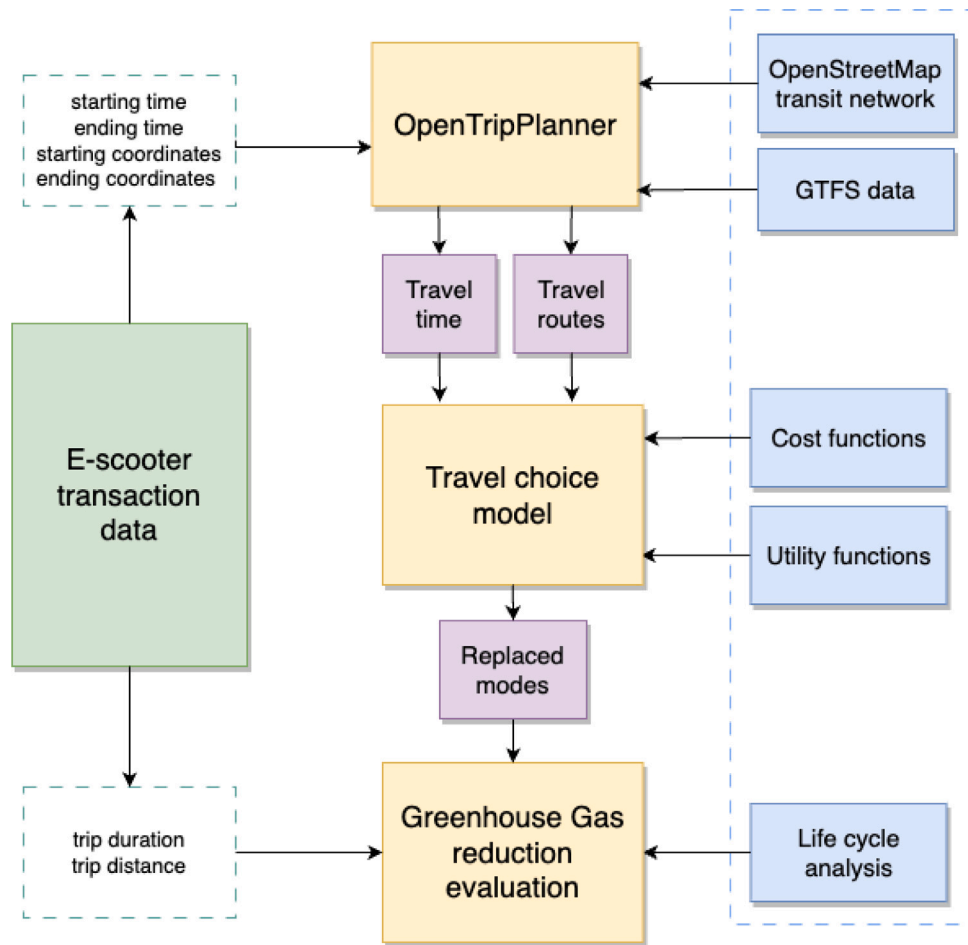 starting time
ending time
starting coordinates
ending coordinates
OpenTripPlanner
OpenStreetMap
transit network
GTFS data
Travel
time
Travel
routes
E-scooter
transaction
data
Travel choice
model
Cost functions
Utility functions
Replaced
modes
trip duration
trip distance
Greenhouse Gas
reduction
evaluation
Life cycle
analysis